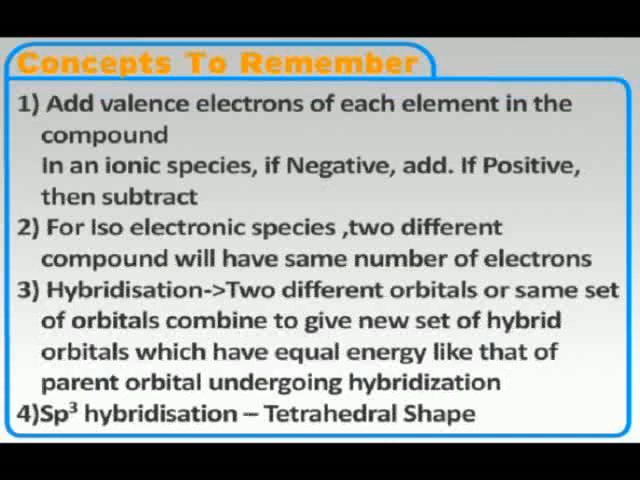 Concepts To Remember
1) Add valence electrons of each element in the
compound
In an ionic species, if Negative, add. If Positive,
then subtract
2) For Iso electronic species ,two different
compound will have same number of electrons
3) Hybridisation->Two different orbitals or same set
of orbitals combine to give new set of hybrid
orbitals which have equal energy like that of
parent orbital undergoing hybridization
4)Sp³ hybridisation – Tetrahedral Shape